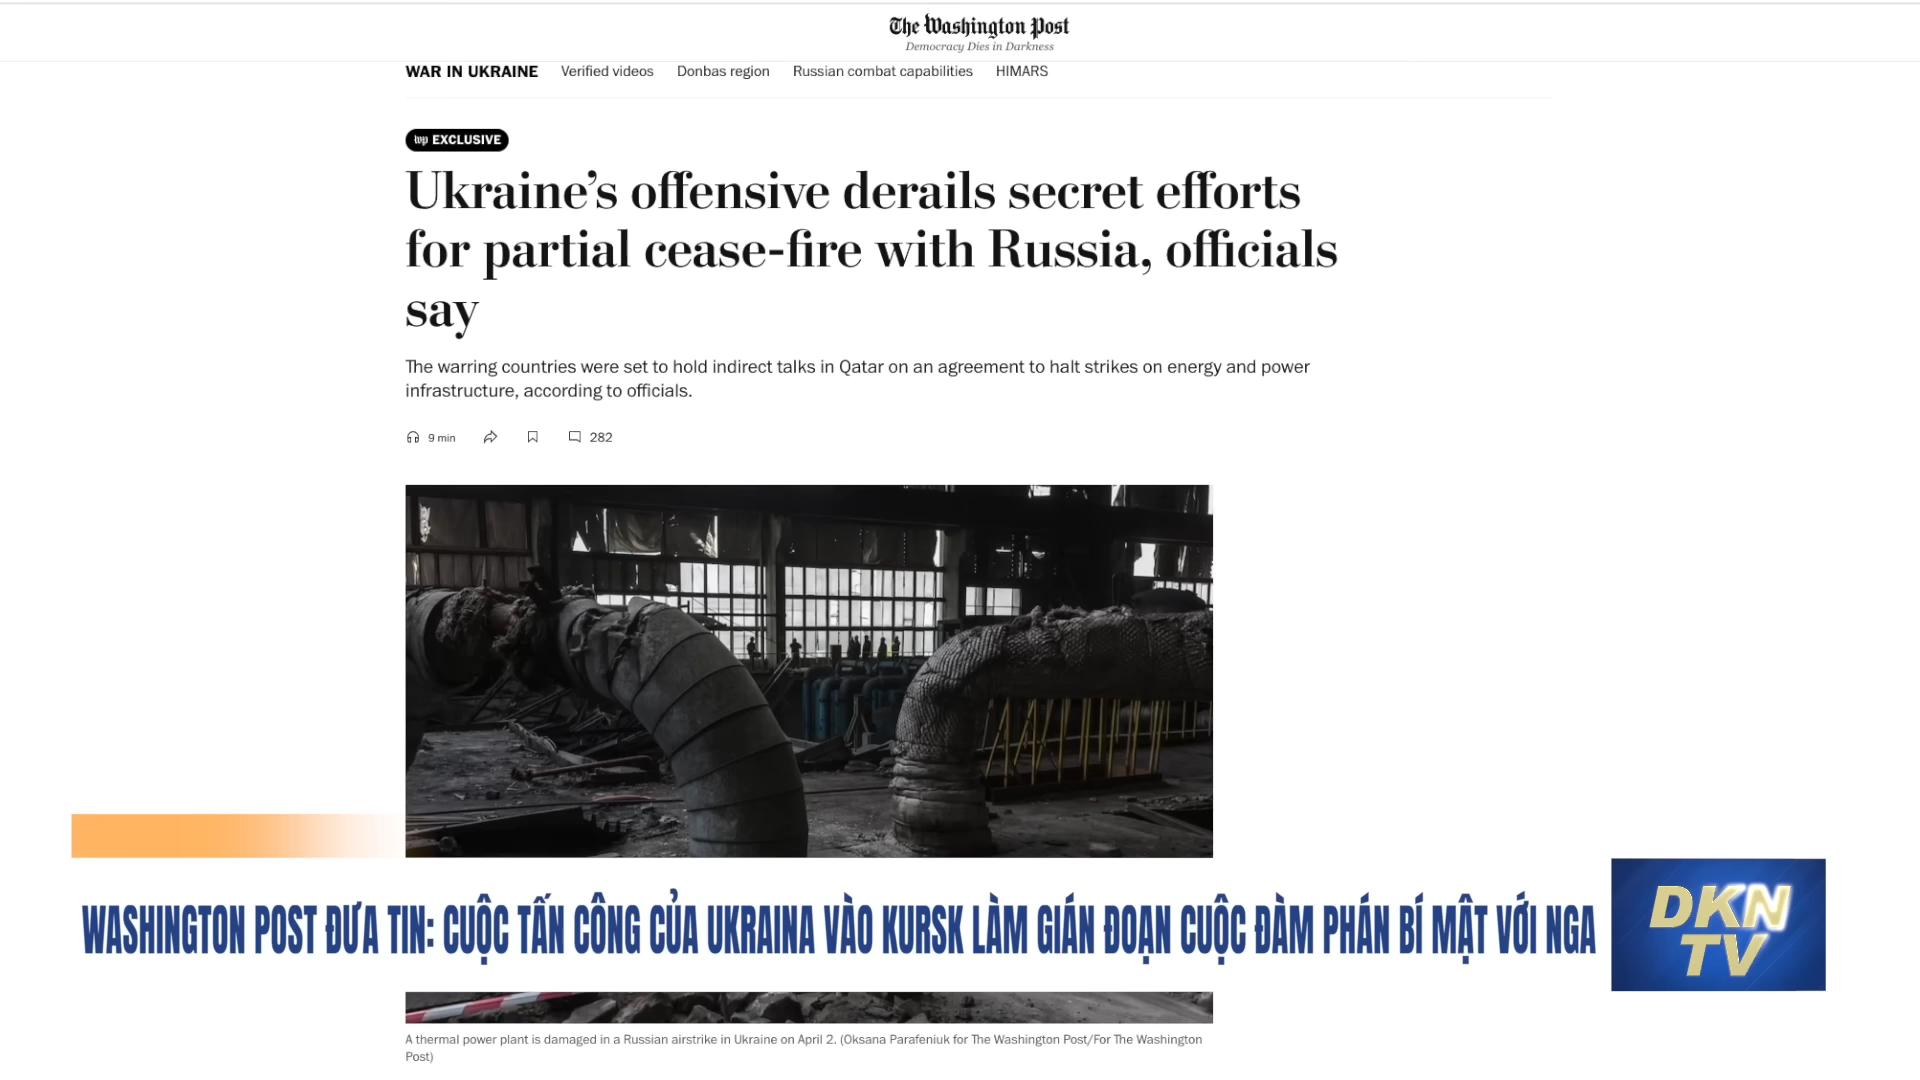 The Washington Post
Democracy Dies in Darkness
WAR IN UKRAINE Verified videos Donbas region Russian combat capabilities HIMARS
wp EXCLUSIVE
Ukraine’s offensive derails secret efforts
for partial cease-fire with Russia, officials
say
The warring countries were set to hold indirect talks in Qatar on an agreement to halt strikes on energy and power
infrastructure, according to officials.
9 min 282
WASHINGTON POST ĐƯA TIN: CUỘC TẤN CÔNG CỦA UKRAINA VÀO KURSK LÀM GIÁN ĐOẠN CUỘC ĐÀM PHÁN BÍ MẬT VỚI NGA
DKN
TV
A thermal power plant is damaged in a Russian airstrike in Ukraine on April 2. (Oksana Parafeniuk for The Washington Post/For The Washington
Post)